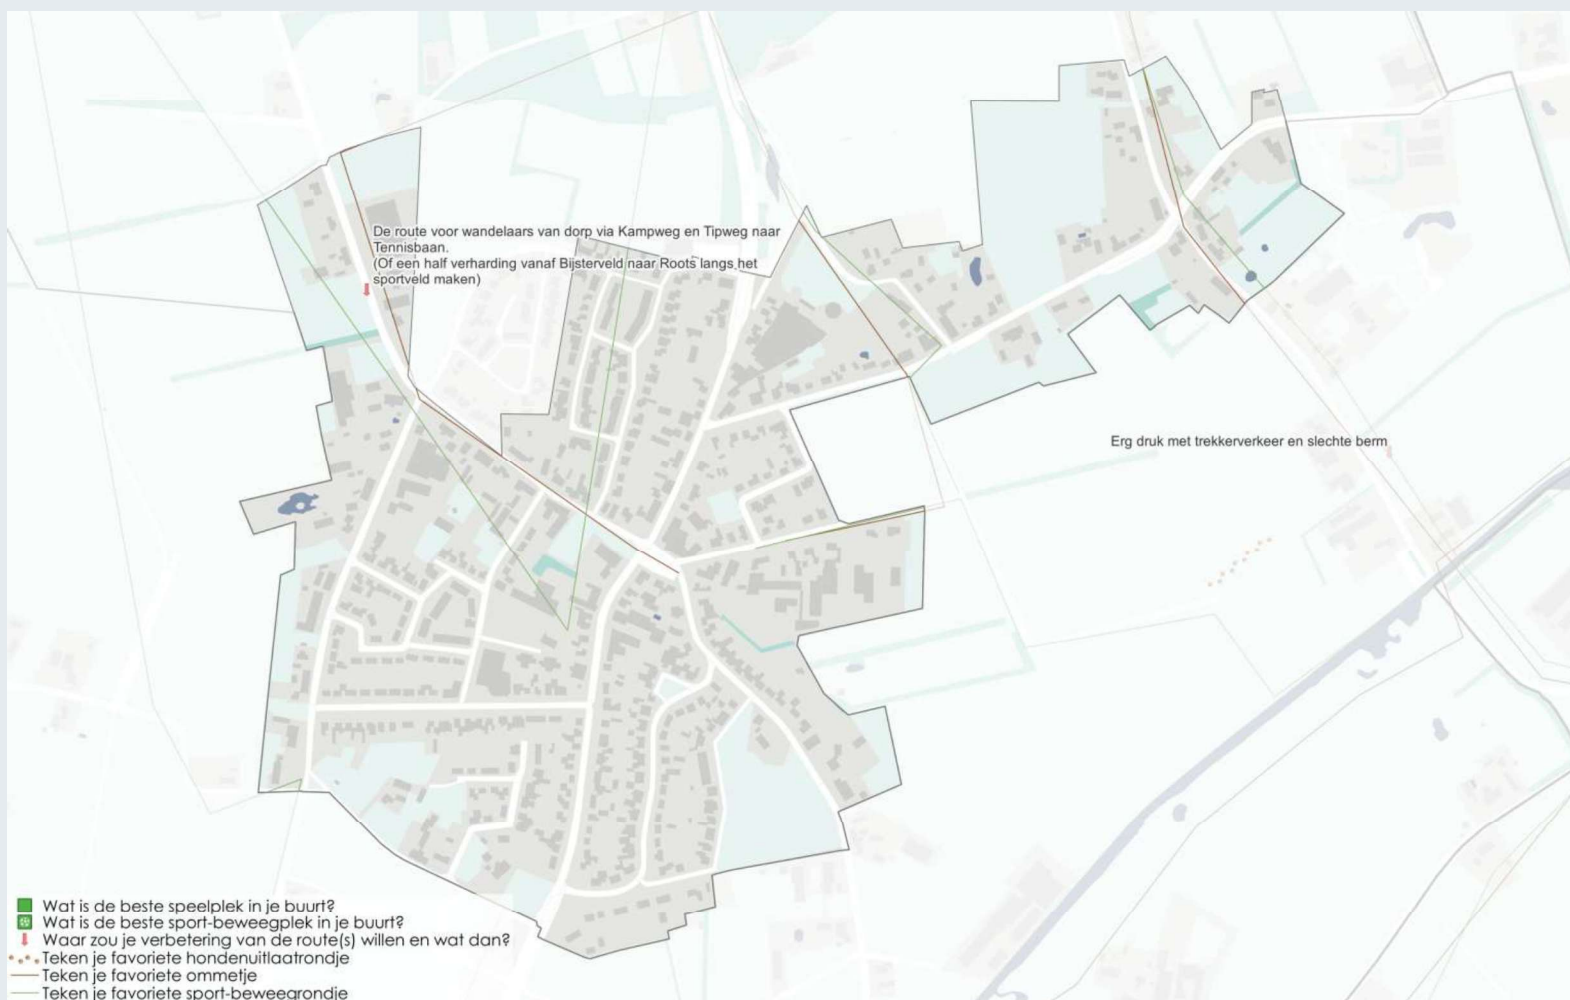 De route voor wandelaars van dorp via Kampweg en Tipweg naar
Tennisbaan.
(Of een half verharding vanaf Bijsterveld naar Roots langs het
sportveld maken)
Erg druk met trekkerverkeer en slechte berm
Wat is de beste speelplek in je buurt?
Wat is de beste sport-beweegplek in je buurt?
Waar zou je verbetering van de route(s) willen en wat dan?
Teken je favoriete hondenuitlaatrondje
Teken je favoriete ommetje
Teken je favoriete sport-beweegrondje